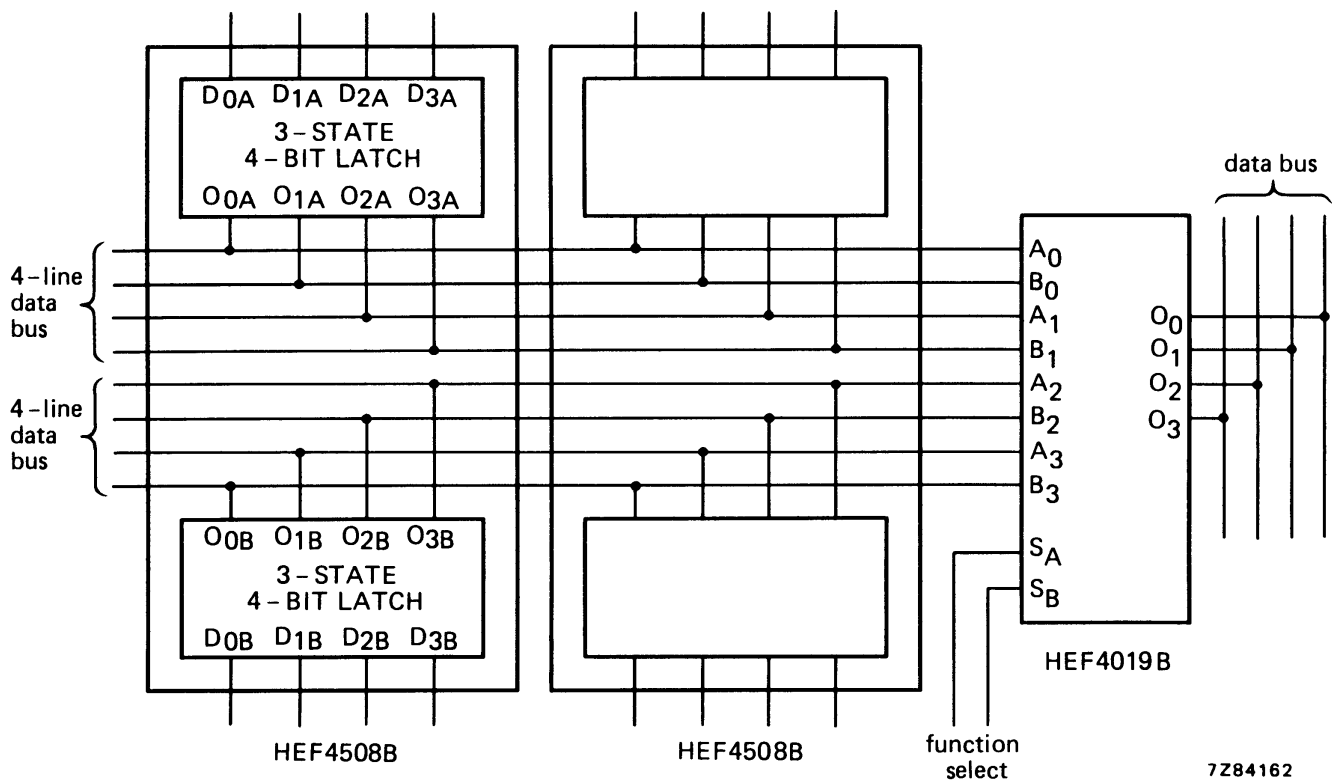 D0A D1A D2A D3A
3-STATE
4-BIT LATCH
O0A O1A O2A O3A
4-line
data
bus
4-line
data
bus
O0B O1B O2B O3B
3-STATE
4-BIT LATCH
D0B D1B D2B D3B
HEF4508B
HEF4508B
A0
B0
A1
B1
A2
B2
A3
B3
SA
SB
O0
O1
O2
O3
HEF4019B
data bus
function
select
7Z84162